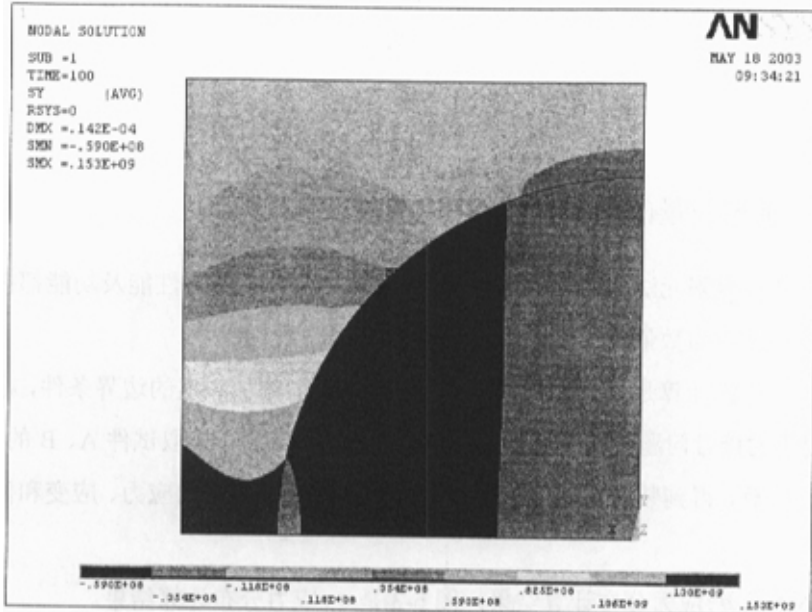 1
NODAL SOLUTION
SUB =1
TIME=100
SY (AVG)
RSYS=0
DMX =.142E-04
SMN =-.590E+08
SMX =.153E+09
AN
MAY 18 2003
09:34:21
-.590E+08
-.354E+08
-.118E+08
.118E+08
.354E+08
.590E+08
.825E+08
.106E+09
.130E+09
.153E+09